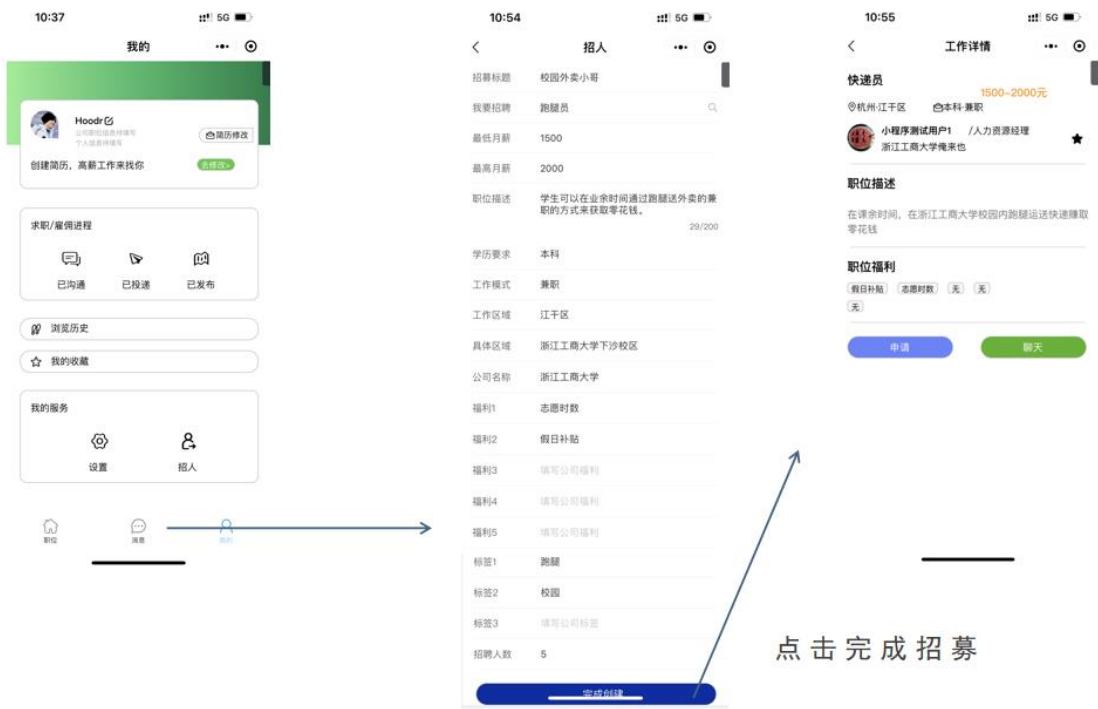 10:37
5G
我的
Hoodr
公司职位信息待填写
个人信息待填写
简历修改
创建简历，高薪工作来找你
去修改>
求职/雇佣进程
已沟通
已投递
已发布
浏览历史
我的收藏
我的服务
设置
招人
职位
消息
我的
10:54
5G
招人
招募标题
校园外卖小哥
我要招聘
跑腿员
最低月薪
1500
最高月薪
2000
职位描述
学生可以在业余时间通过跑腿送外卖的兼
职的方式来获取零花钱。
29/200
学历要求
本科
工作模式
兼职
工作区域
江干区
具体区域
浙江工商大学下沙校区
公司名称
浙江工商大学
福利1
志愿时数
福利2
假日补贴
福利3
填写公司福利
福利4
填写公司福利
福利5
填写公司福利
标签1
跑腿
标签2
校园
标签3
填写公司标签
招聘人数
5
完成创建
10:55
5G
工作详情
快递员
1500-2000元
杭州·江干区
本科·兼职
小程序测试用户1
/人力资源经理
浙江工商大学俺来也
职位描述
在课余时间，在浙江工商大学校园内跑腿运送快递赚取
零花钱
职位福利
假日补贴
志愿时数
无
无
无
申请
聊天
点击完成招募